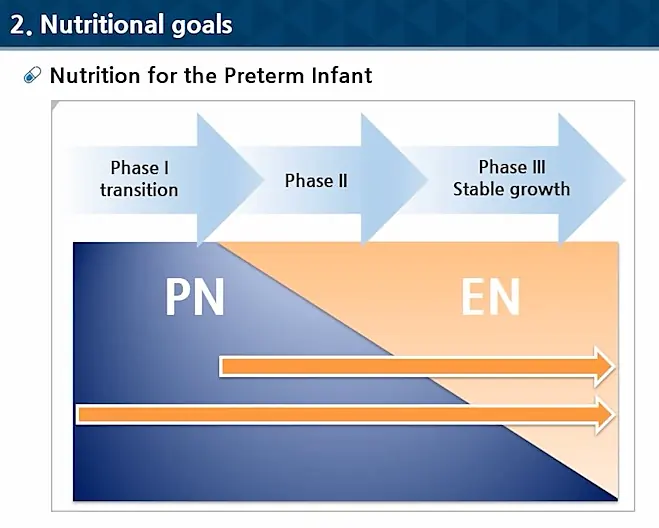 2. Nutritional goals
Nutrition for the Preterm Infant
Phase I
transition
Phase II
Phase III
Stable growth
PN
EN